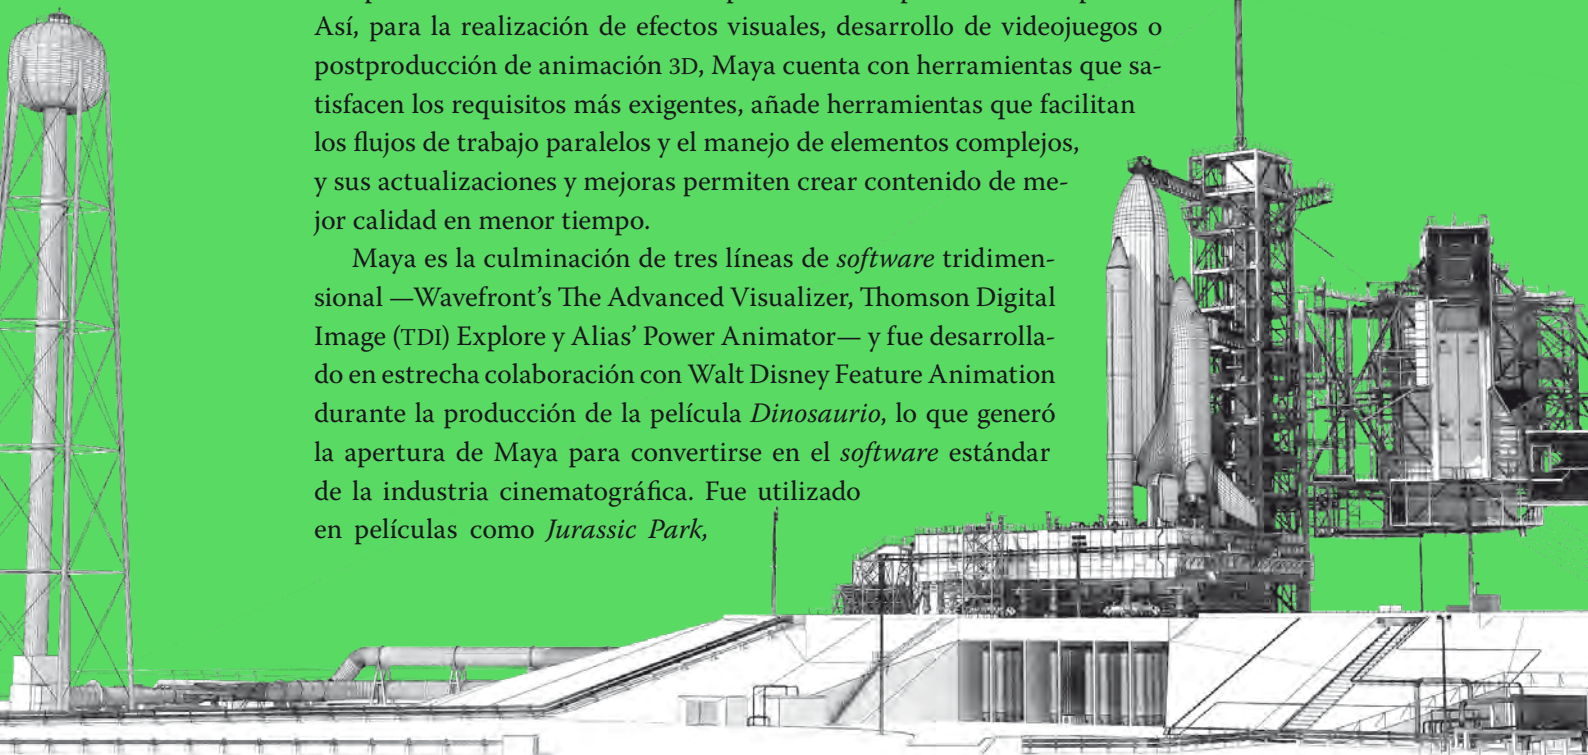 Así, para la realización de efectos visuales, desarrollo de videojuegos o
postproducción de animación 3D, Maya cuenta con herramientas que sa-
tisfacen los requisitos más exigentes, añade herramientas que facilitan
los flujos de trabajo paralelos y el manejo de elementos complejos,
y sus actualizaciones y mejoras permiten crear contenido de me-
jor calidad en menor tiempo.
Maya es la culminación de tres líneas de software tridimen-
sional —Wavefront's The Advanced Visualizer, Thomson Digital
Image (TDI) Explore y Alias' Power Animator— y fue desarrolla-
do en estrecha colaboración con Walt Disney Feature Animation
durante la producción de la película Dinosaurio, lo que generó
la apertura de Maya para convertirse en el software estándar
de la industria cinematográfica. Fue utilizado
en películas como Jurassic Park,